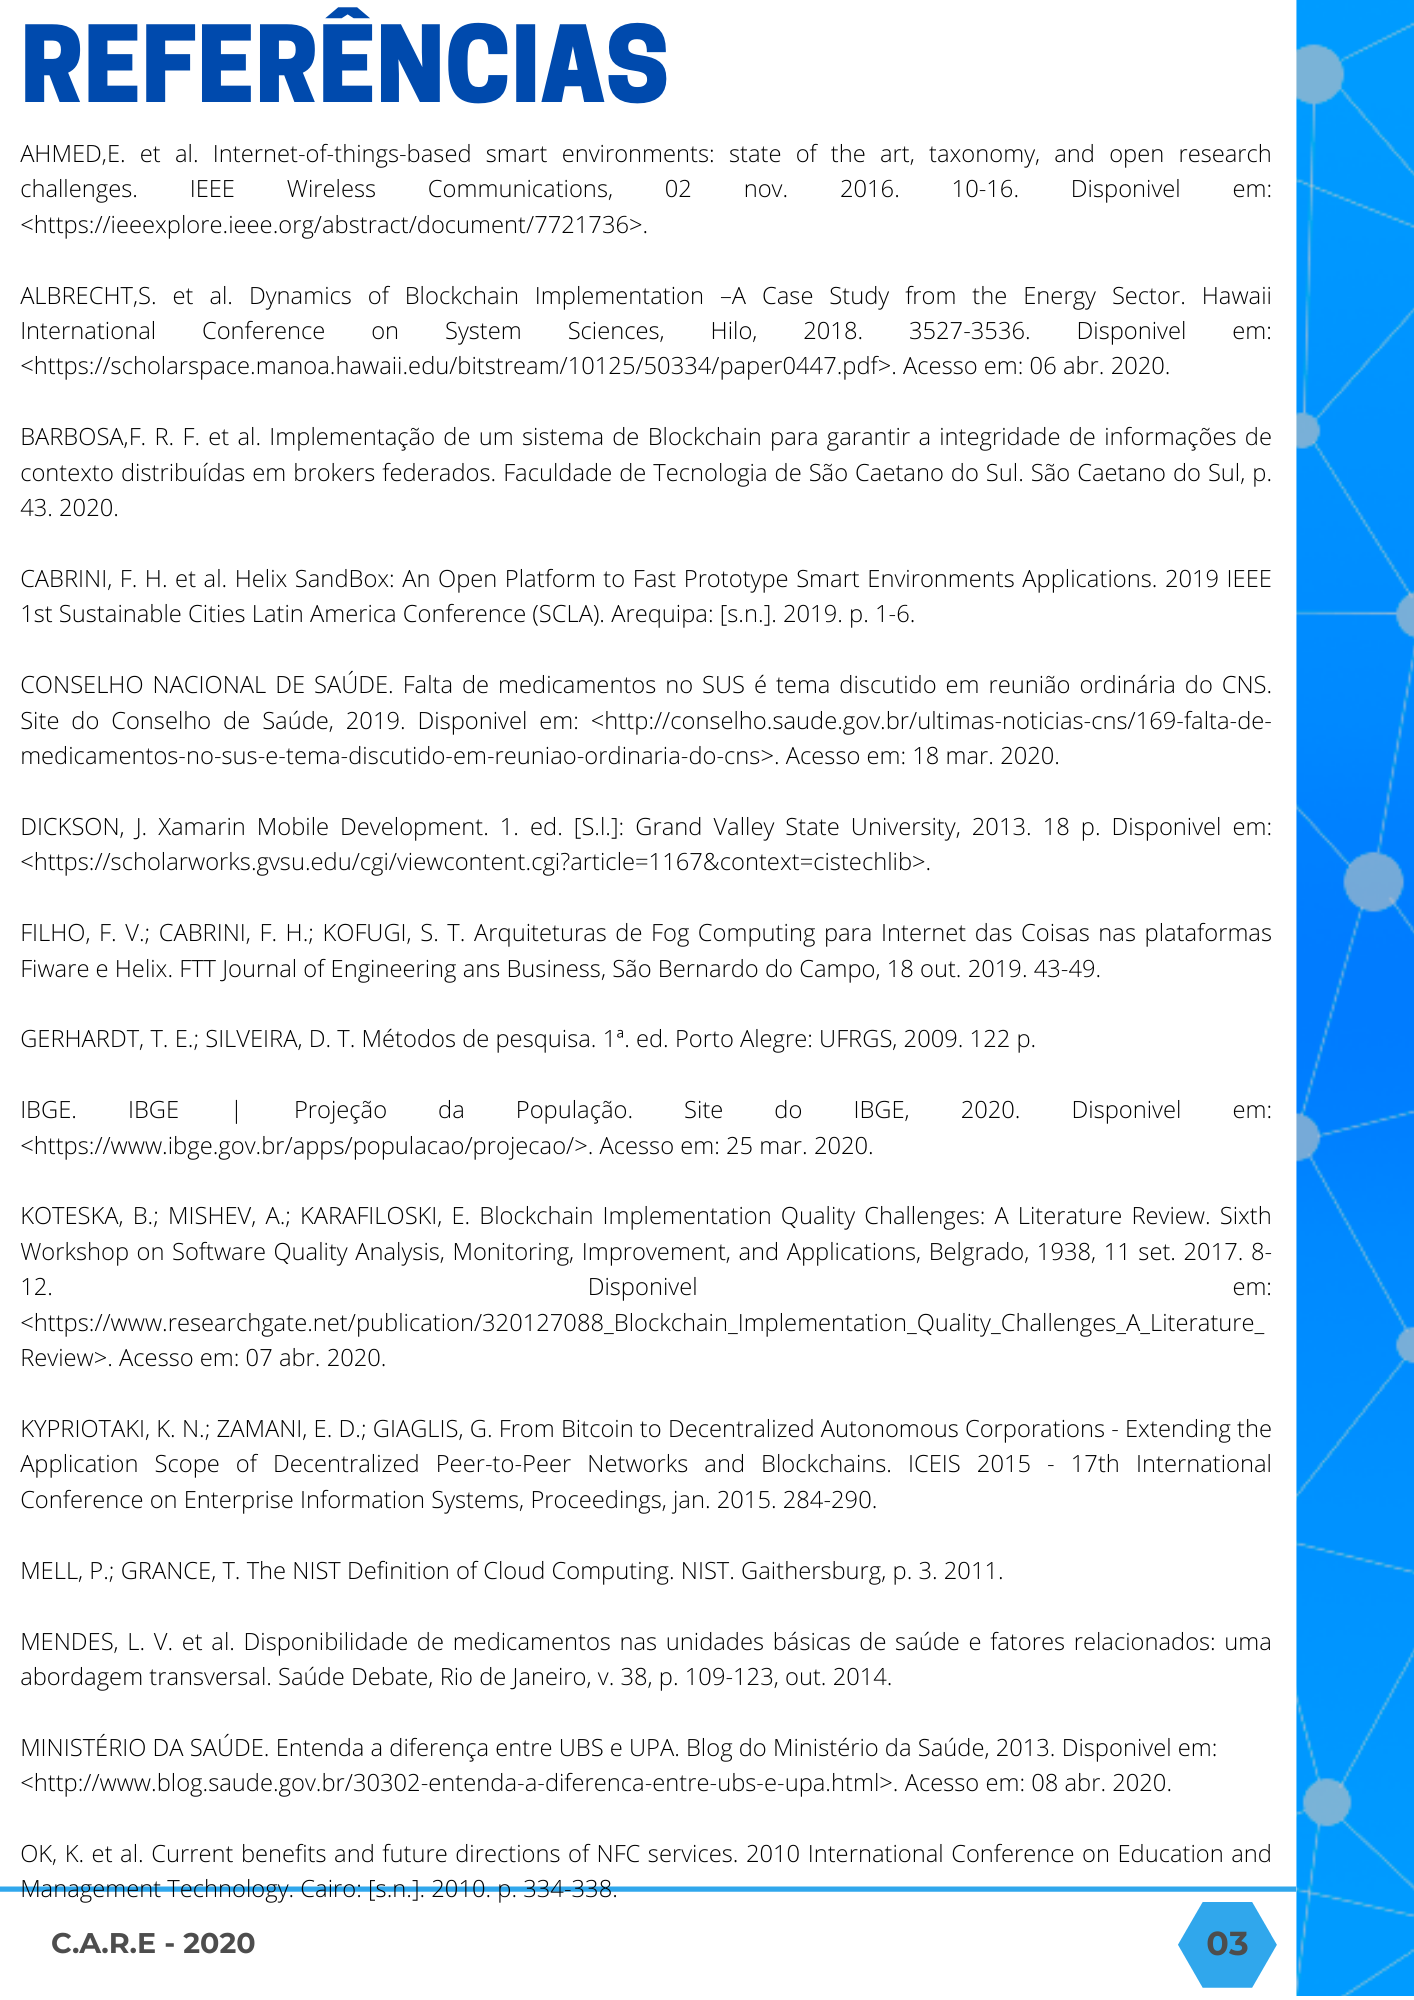 REFERÊNCIAS
AHMED,E. et al. Internet-of-things-based smart environments: state of the art, taxonomy, and open research
challenges. IEEE Wireless Communications, 02 nov. 2016. 10-16. Disponivel em:
<https://ieeexplore.ieee.org/abstract/document/7721736>.
ALBRECHT,S. et al. Dynamics of Blockchain Implementation –A Case Study from the Energy Sector. Hawaii
International Conference on System Sciences, Hilo, 2018. 3527-3536. Disponivel em:
<https://scholarspace.manoa.hawaii.edu/bitstream/10125/50334/paper0447.pdf>. Acesso em: 06 abr. 2020.
BARBOSA,F. R. F. et al. Implementação de um sistema de Blockchain para garantir a integridade de informações de
contexto distribuídas em brokers federados. Faculdade de Tecnologia de São Caetano do Sul. São Caetano do Sul, p.
43. 2020.
CABRINI, F. H. et al. Helix SandBox: An Open Platform to Fast Prototype Smart Environments Applications. 2019 IEEE
1st Sustainable Cities Latin America Conference (SCLA). Arequipa: [s.n.]. 2019. p. 1-6.
CONSELHO NACIONAL DE SAÚDE. Falta de medicamentos no SUS é tema discutido em reunião ordinária do CNS.
Site do Conselho de Saúde, 2019. Disponivel em: <http://conselho.saude.gov.br/ultimas-noticias-cns/169-falta-de-
medicamentos-no-sus-e-tema-discutido-em-reuniao-ordinaria-do-cns>. Acesso em: 18 mar. 2020.
DICKSON, J. Xamarin Mobile Development. 1. ed. [S.l.]: Grand Valley State University, 2013. 18 p. Disponivel em:
<https://scholarworks.gvsu.edu/cgi/viewcontent.cgi?article=1167&context=cistechlib>.
FILHO, F. V.; CABRINI, F. H.; KOFUGI, S. T. Arquiteturas de Fog Computing para Internet das Coisas nas plataformas
Fiware e Helix. FTT Journal of Engineering ans Business, São Bernardo do Campo, 18 out. 2019. 43-49.
GERHARDT, T. E.; SILVEIRA, D. T. Métodos de pesquisa. 1ª. ed. Porto Alegre: UFRGS, 2009. 122 p.
IBGE. IBGE | Projeção da População. Site do IBGE, 2020. Disponivel em:
<https://www.ibge.gov.br/apps/populacao/projecao/>. Acesso em: 25 mar. 2020.
KOTESKA, B.; MISHEV, A.; KARAFILOSKI, E. Blockchain Implementation Quality Challenges: A Literature Review. Sixth
Workshop on Software Quality Analysis, Monitoring, Improvement, and Applications, Belgrado, 1938, 11 set. 2017. 8-
12. Disponivel em:
<https://www.researchgate.net/publication/320127088_Blockchain_Implementation_Quality_Challenges_A_Literature_
Review>. Acesso em: 07 abr. 2020.
KYPRIOTAKI, K. N.; ZAMANI, E. D.; GIAGLIS, G. From Bitcoin to Decentralized Autonomous Corporations - Extending the
Application Scope of Decentralized Peer-to-Peer Networks and Blockchains. ICEIS 2015 - 17th International
Conference on Enterprise Information Systems, Proceedings, jan. 2015. 284-290.
MELL, P.; GRANCE, T. The NIST Definition of Cloud Computing. NIST. Gaithersburg, p. 3. 2011.
MENDES, L. V. et al. Disponibilidade de medicamentos nas unidades básicas de saúde e fatores relacionados: uma
abordagem transversal. Saúde Debate, Rio de Janeiro, v. 38, p. 109-123, out. 2014.
MINISTÉRIO DA SAÚDE. Entenda a diferença entre UBS e UPA. Blog do Ministério da Saúde, 2013. Disponivel em:
<http://www.blog.saude.gov.br/30302-entenda-a-diferenca-entre-ubs-e-upa.html>. Acesso em: 08 abr. 2020.
OK, K. et al. Current benefits and future directions of NFC services. 2010 International Conference on Education and
Management Technology. Cairo: [s.n.]. 2010. p. 334-338.
C.A.R.E - 2020
03